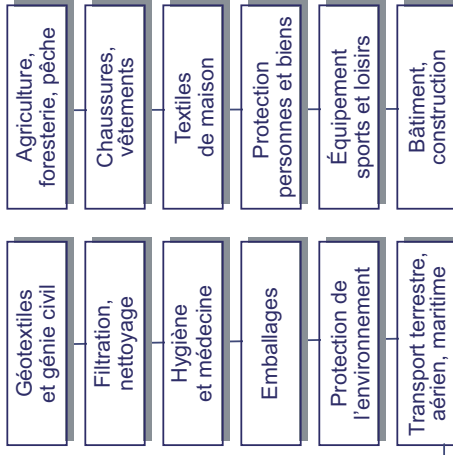 Agriculture,
foresterie, pêche
Chaussures,
vêtements
Textiles
de maison
Protection
personnes et biens
Équipement
sports et loisirs
Bâtiment,
construction
Géotextiles
et génie civil
Filtration,
nettoyage
Hygiène
et médecine
Emballages
Protection de
l'environnement
Transport terrestre,
aérien, maritime